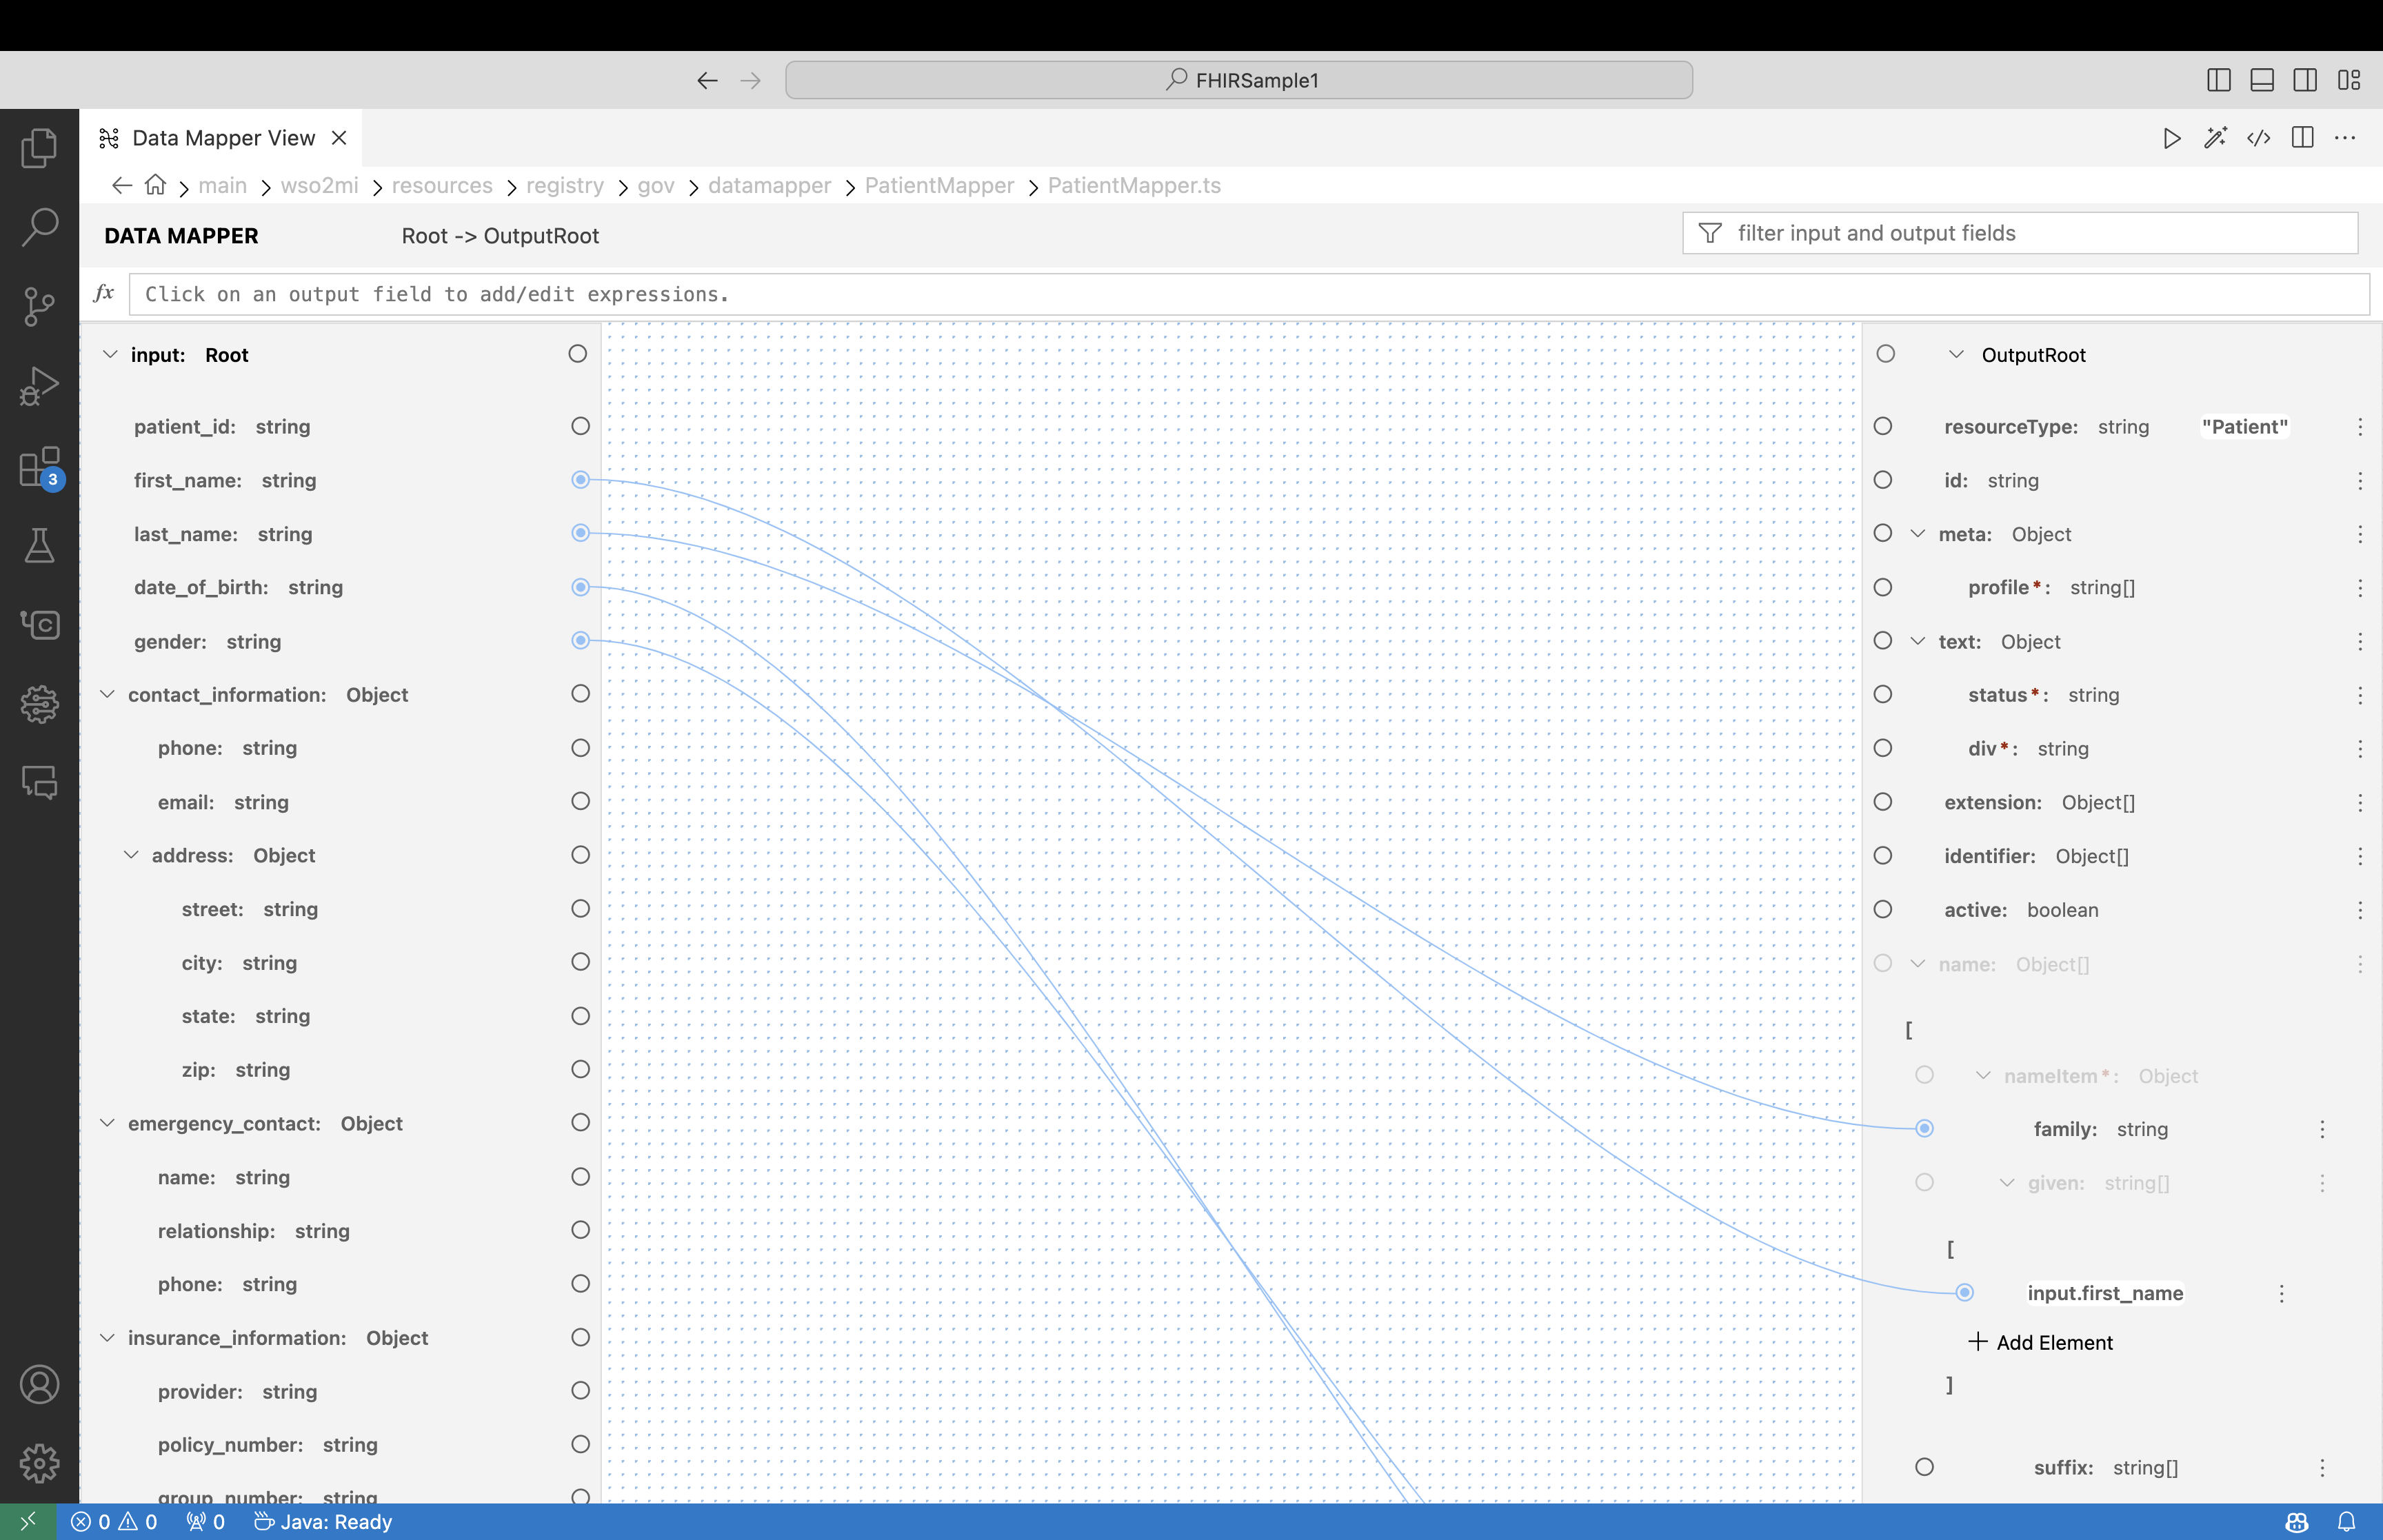 FHIRSample1
Data Mapper View
main > wso2mi > resources > registry > gov > datamapper > PatientMapper > PatientMapper.ts
DATA MAPPER Root -> OutputRoot filter input and output fields
fx Click on an output field to add/edit expressions.
input: Root
patient_id: string
first_name: string
last_name: string
date_of_birth: string
gender: string
contact_information: Object
phone: string
email: string
address: Object
street: string
city: string
state: string
zip: string
emergency_contact: Object
name: string
relationship: string
phone: string
insurance_information: Object
provider: string
policy_number: string
group_number: string
OutputRoot
resourceType: string "Patient"
id: string
meta: Object
profile*: string[]
text: Object
status*: string
div*: string
extension: Object[]
identifier: Object[]
active: boolean
name: Object[]
[
nameItem*: Object
family: string
given: string[]
[
input.first_name
+ Add Element
]
suffix: string[]
3
0 0 0 Java: Ready